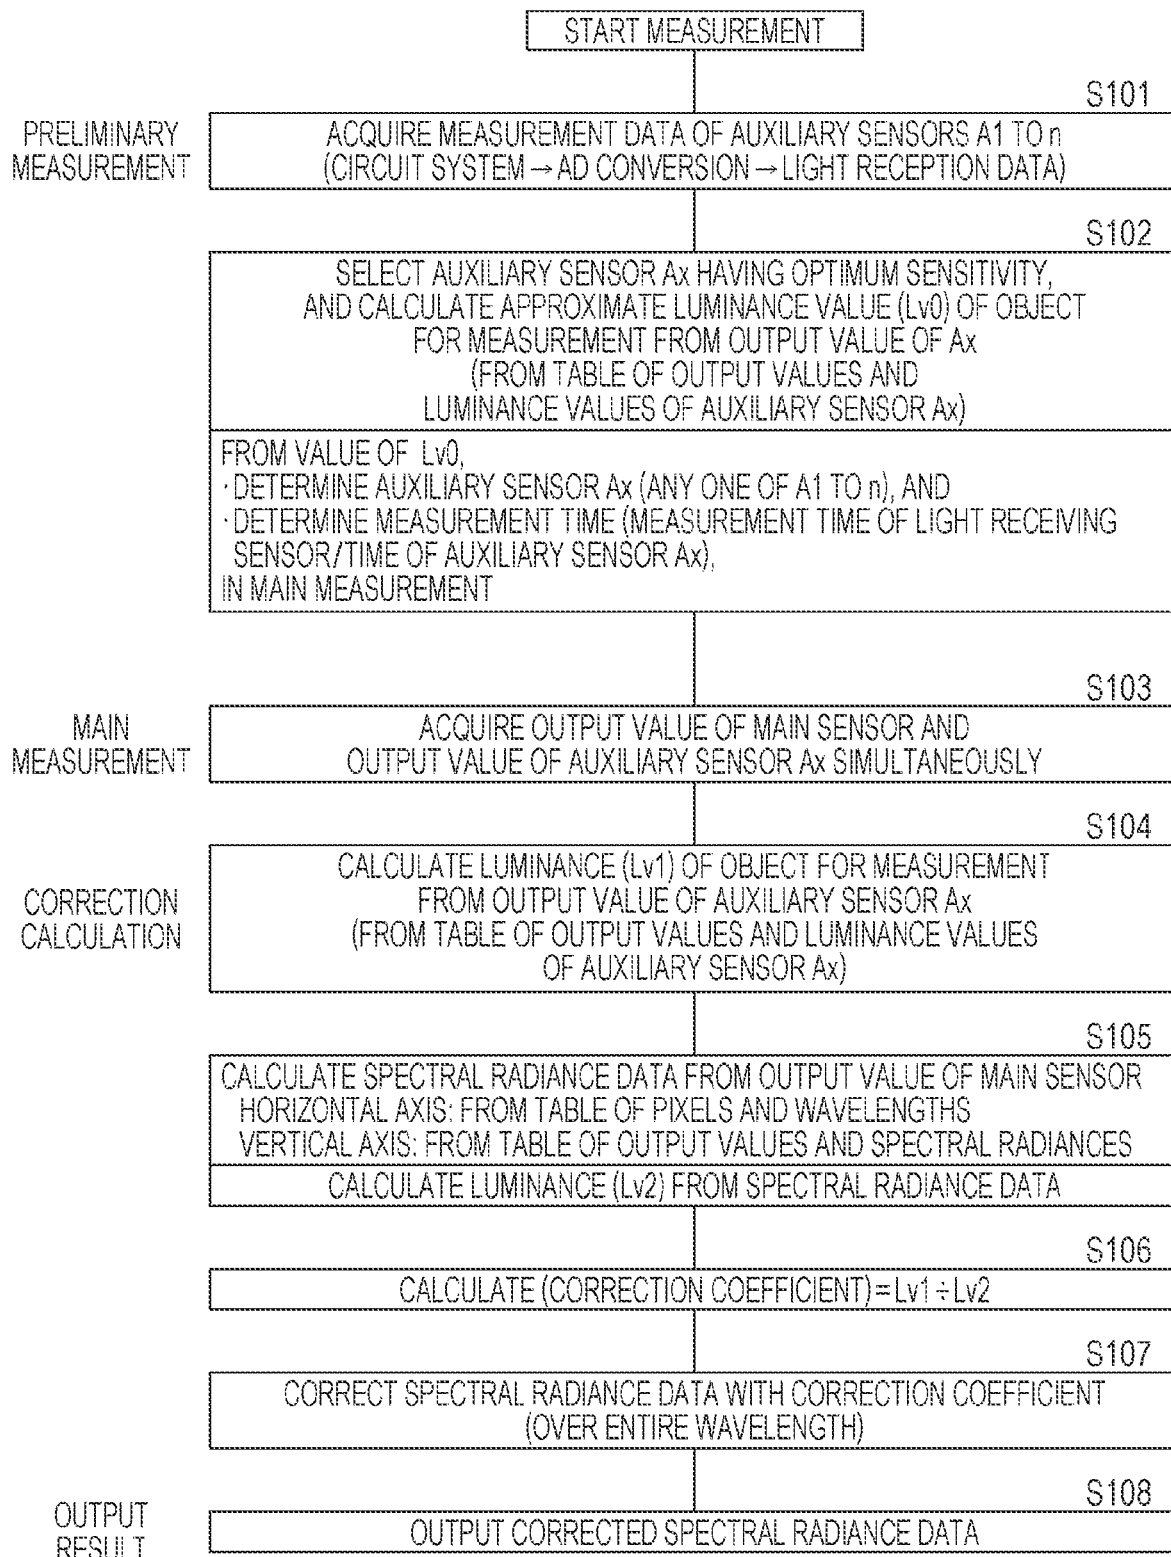 START MEASUREMENT
S101
PRELIMINARY
MEASUREMENT
ACQUIRE MEASUREMENT DATA OF AUXILIARY SENSORS A1 TO n
(CIRCUIT SYSTEM→AD CONVERSION→LIGHT RECEPTION DATA)
S102
SELECT AUXILIARY SENSOR Ax HAVING OPTIMUM SENSITIVITY,
AND CALCULATE APPROXIMATE LUMINANCE VALUE (Lv0) OF OBJECT
FOR MEASUREMENT FROM OUTPUT VALUE OF Ax
(FROM TABLE OF OUTPUT VALUES AND
LUMINANCE VALUES OF AUXILIARY SENSOR Ax)
FROM VALUE OF Lv0,
·DETERMINE AUXILIARY SENSOR Ax (ANY ONE OF A1 TO n), AND
·DETERMINE MEASUREMENT TIME (MEASUREMENT TIME OF LIGHT RECEIVING
SENSOR/TIME OF AUXILIARY SENSOR Ax),
IN MAIN MEASUREMENT
S103
MAIN
MEASUREMENT
ACQUIRE OUTPUT VALUE OF MAIN SENSOR AND
OUTPUT VALUE OF AUXILIARY SENSOR Ax SIMULTANEOUSLY
S104
CORRECTION
CALCULATION
CALCULATE LUMINANCE (Lv1) OF OBJECT FOR MEASUREMENT
FROM OUTPUT VALUE OF AUXILIARY SENSOR Ax
(FROM TABLE OF OUTPUT VALUES AND LUMINANCE VALUES
OF AUXILIARY SENSOR Ax)
S105
CALCULATE SPECTRAL RADIANCE DATA FROM OUTPUT VALUE OF MAIN SENSOR
HORIZONTAL AXIS: FROM TABLE OF PIXELS AND WAVELENGTHS
VERTICAL AXIS: FROM TABLE OF OUTPUT VALUES AND SPECTRAL RADIANCES
CALCULATE LUMINANCE (Lv2) FROM SPECTRAL RADIANCE DATA
S106
CALCULATE (CORRECTION COEFFICIENT) = Lv1 ÷ Lv2
S107
CORRECT SPECTRAL RADIANCE DATA WITH CORRECTION COEFFICIENT
(OVER ENTIRE WAVELENGTH)
S108
OUTPUT
RESULT
OUTPUT CORRECTED SPECTRAL RADIANCE DATA